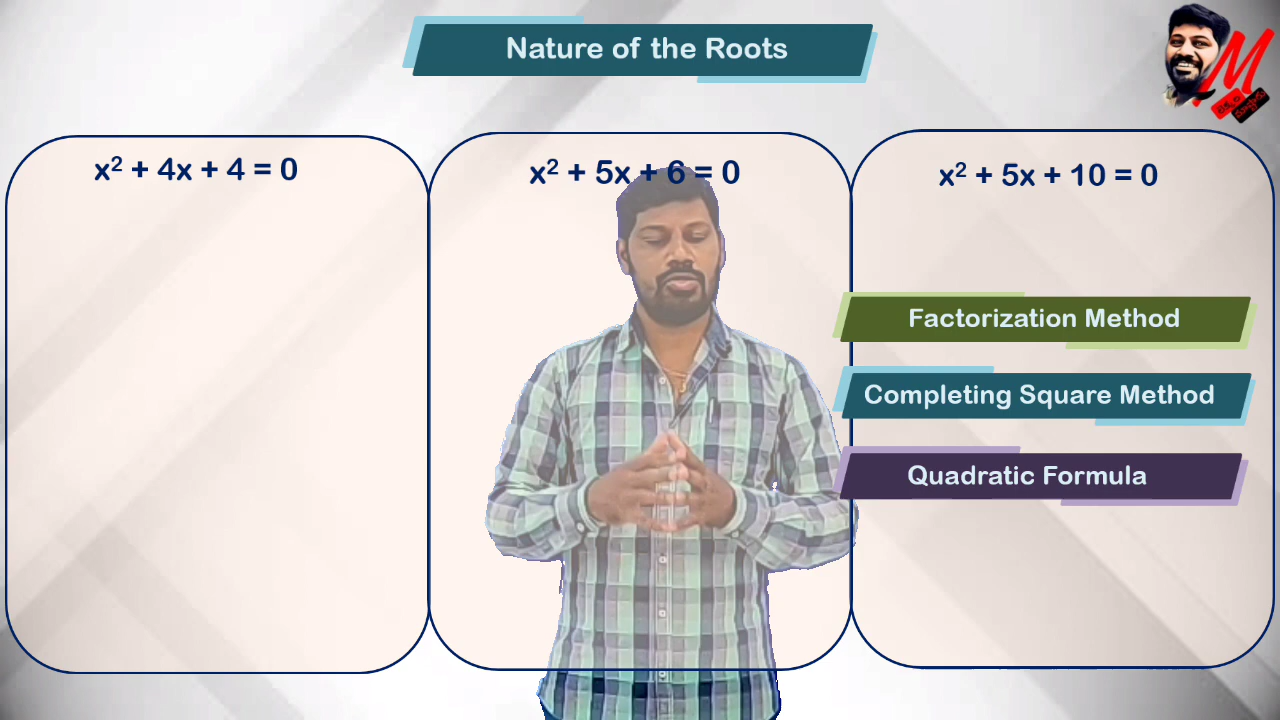 Nature of the Roots
M
x² + 4x + 4 = 0
x² + 5x + 6 = 0
x² + 5x + 10 = 0
Factorization Method
Completing Square Method
Quadratic Formula